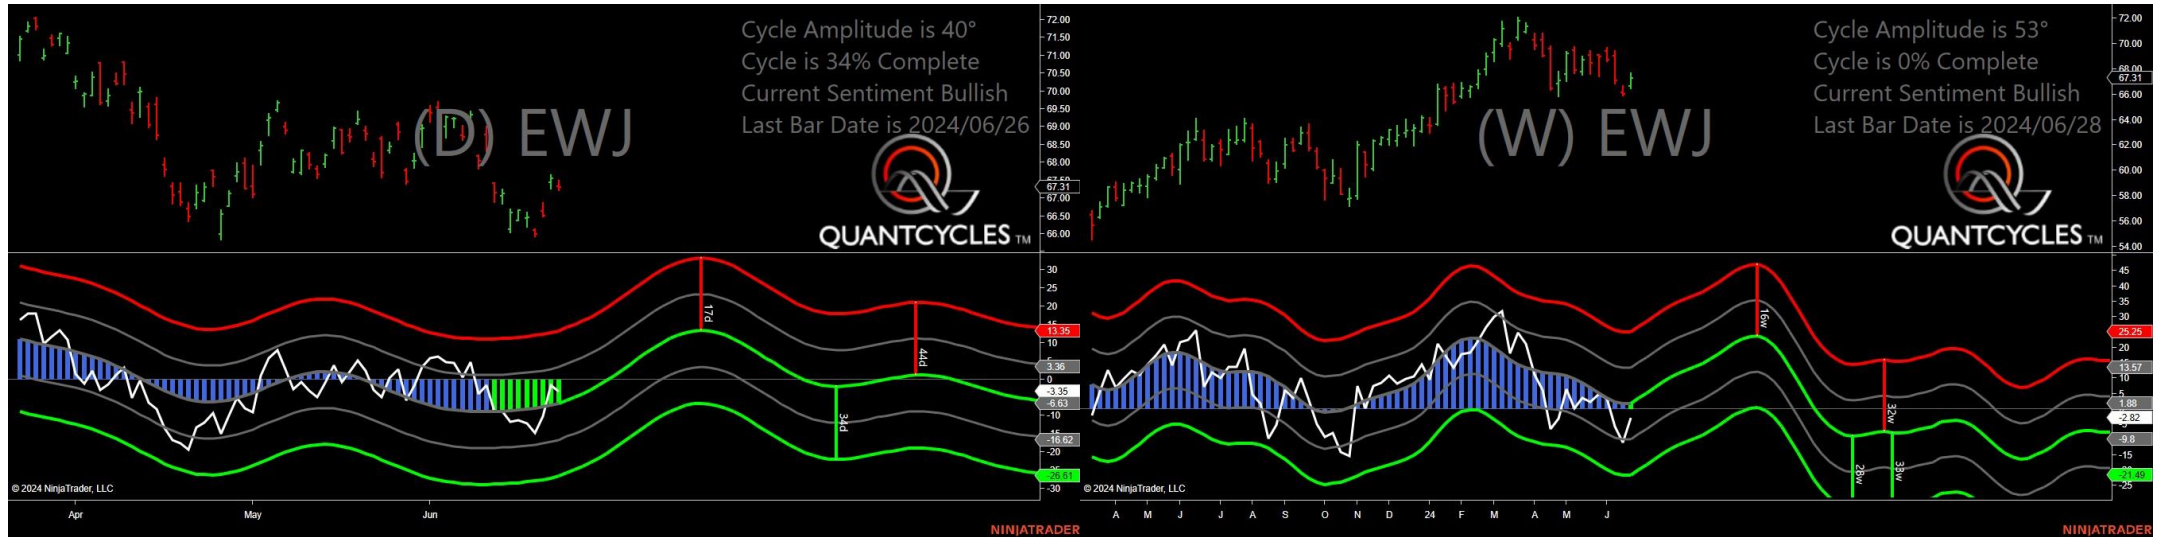 Cycle Amplitude is 40°
Cycle is 34% Complete
Current Sentiment Bullish
Last Bar Date is 2024/06/26
(D) EWJ
QUANTCYCLES TM
72.00
71.50
71.00
70.50
70.00
69.50
69.00
68.50
68.00
67.50
67.31
67.00
66.50
66.00
17d
44d
34d
30
25
20
13.35
10
5
3.36
0
-3.35
-6.63
-10
-16.62
-20
-26.61
-30
© 2024 NinjaTrader, LLC
Apr May Jun
NINJATRADER
Cycle Amplitude is 53°
Cycle is 0% Complete
Current Sentiment Bullish
Last Bar Date is 2024/06/28
(W) EWJ
QUANTCYCLES TM
72.00
70.00
68.00
67.31
66.00
64.00
62.00
60.00
58.00
56.00
54.00
16w
32w
28w
33w
45
40
35
30
25.25
20
13.57
10
5
1.88
-2.82
-9.8
-15
-21.49
-25
© 2024 NinjaTrader, LLC
A M J J A S O N D 24 F M A M J
NINJATRADER